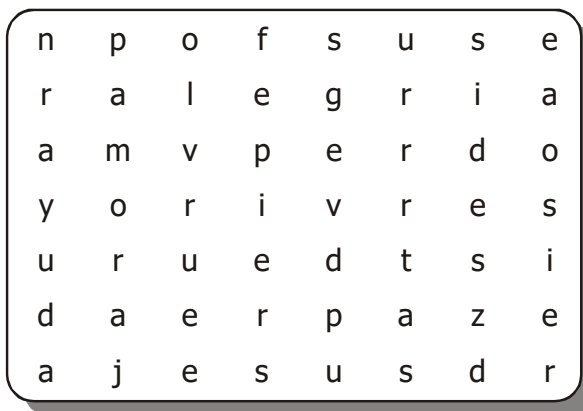 n p o f s u s e
r a l e g r i a
a m v p e r d o
y o r i v r e s
u r u e d t s i
d a e r p a z e
a j e s u s d r